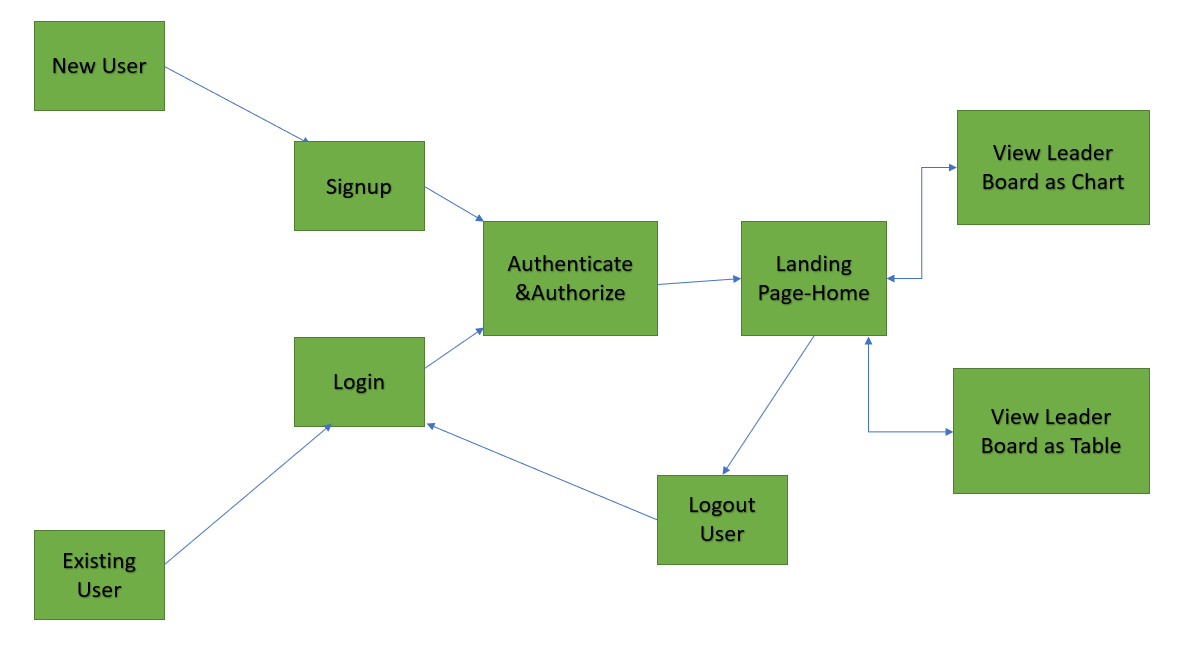 New User
Signup
Authenticate
&Authorize
Landing
Page-Home
View Leader
Board as Chart
Login
View Leader
Board as Table
Logout
User
Existing
User